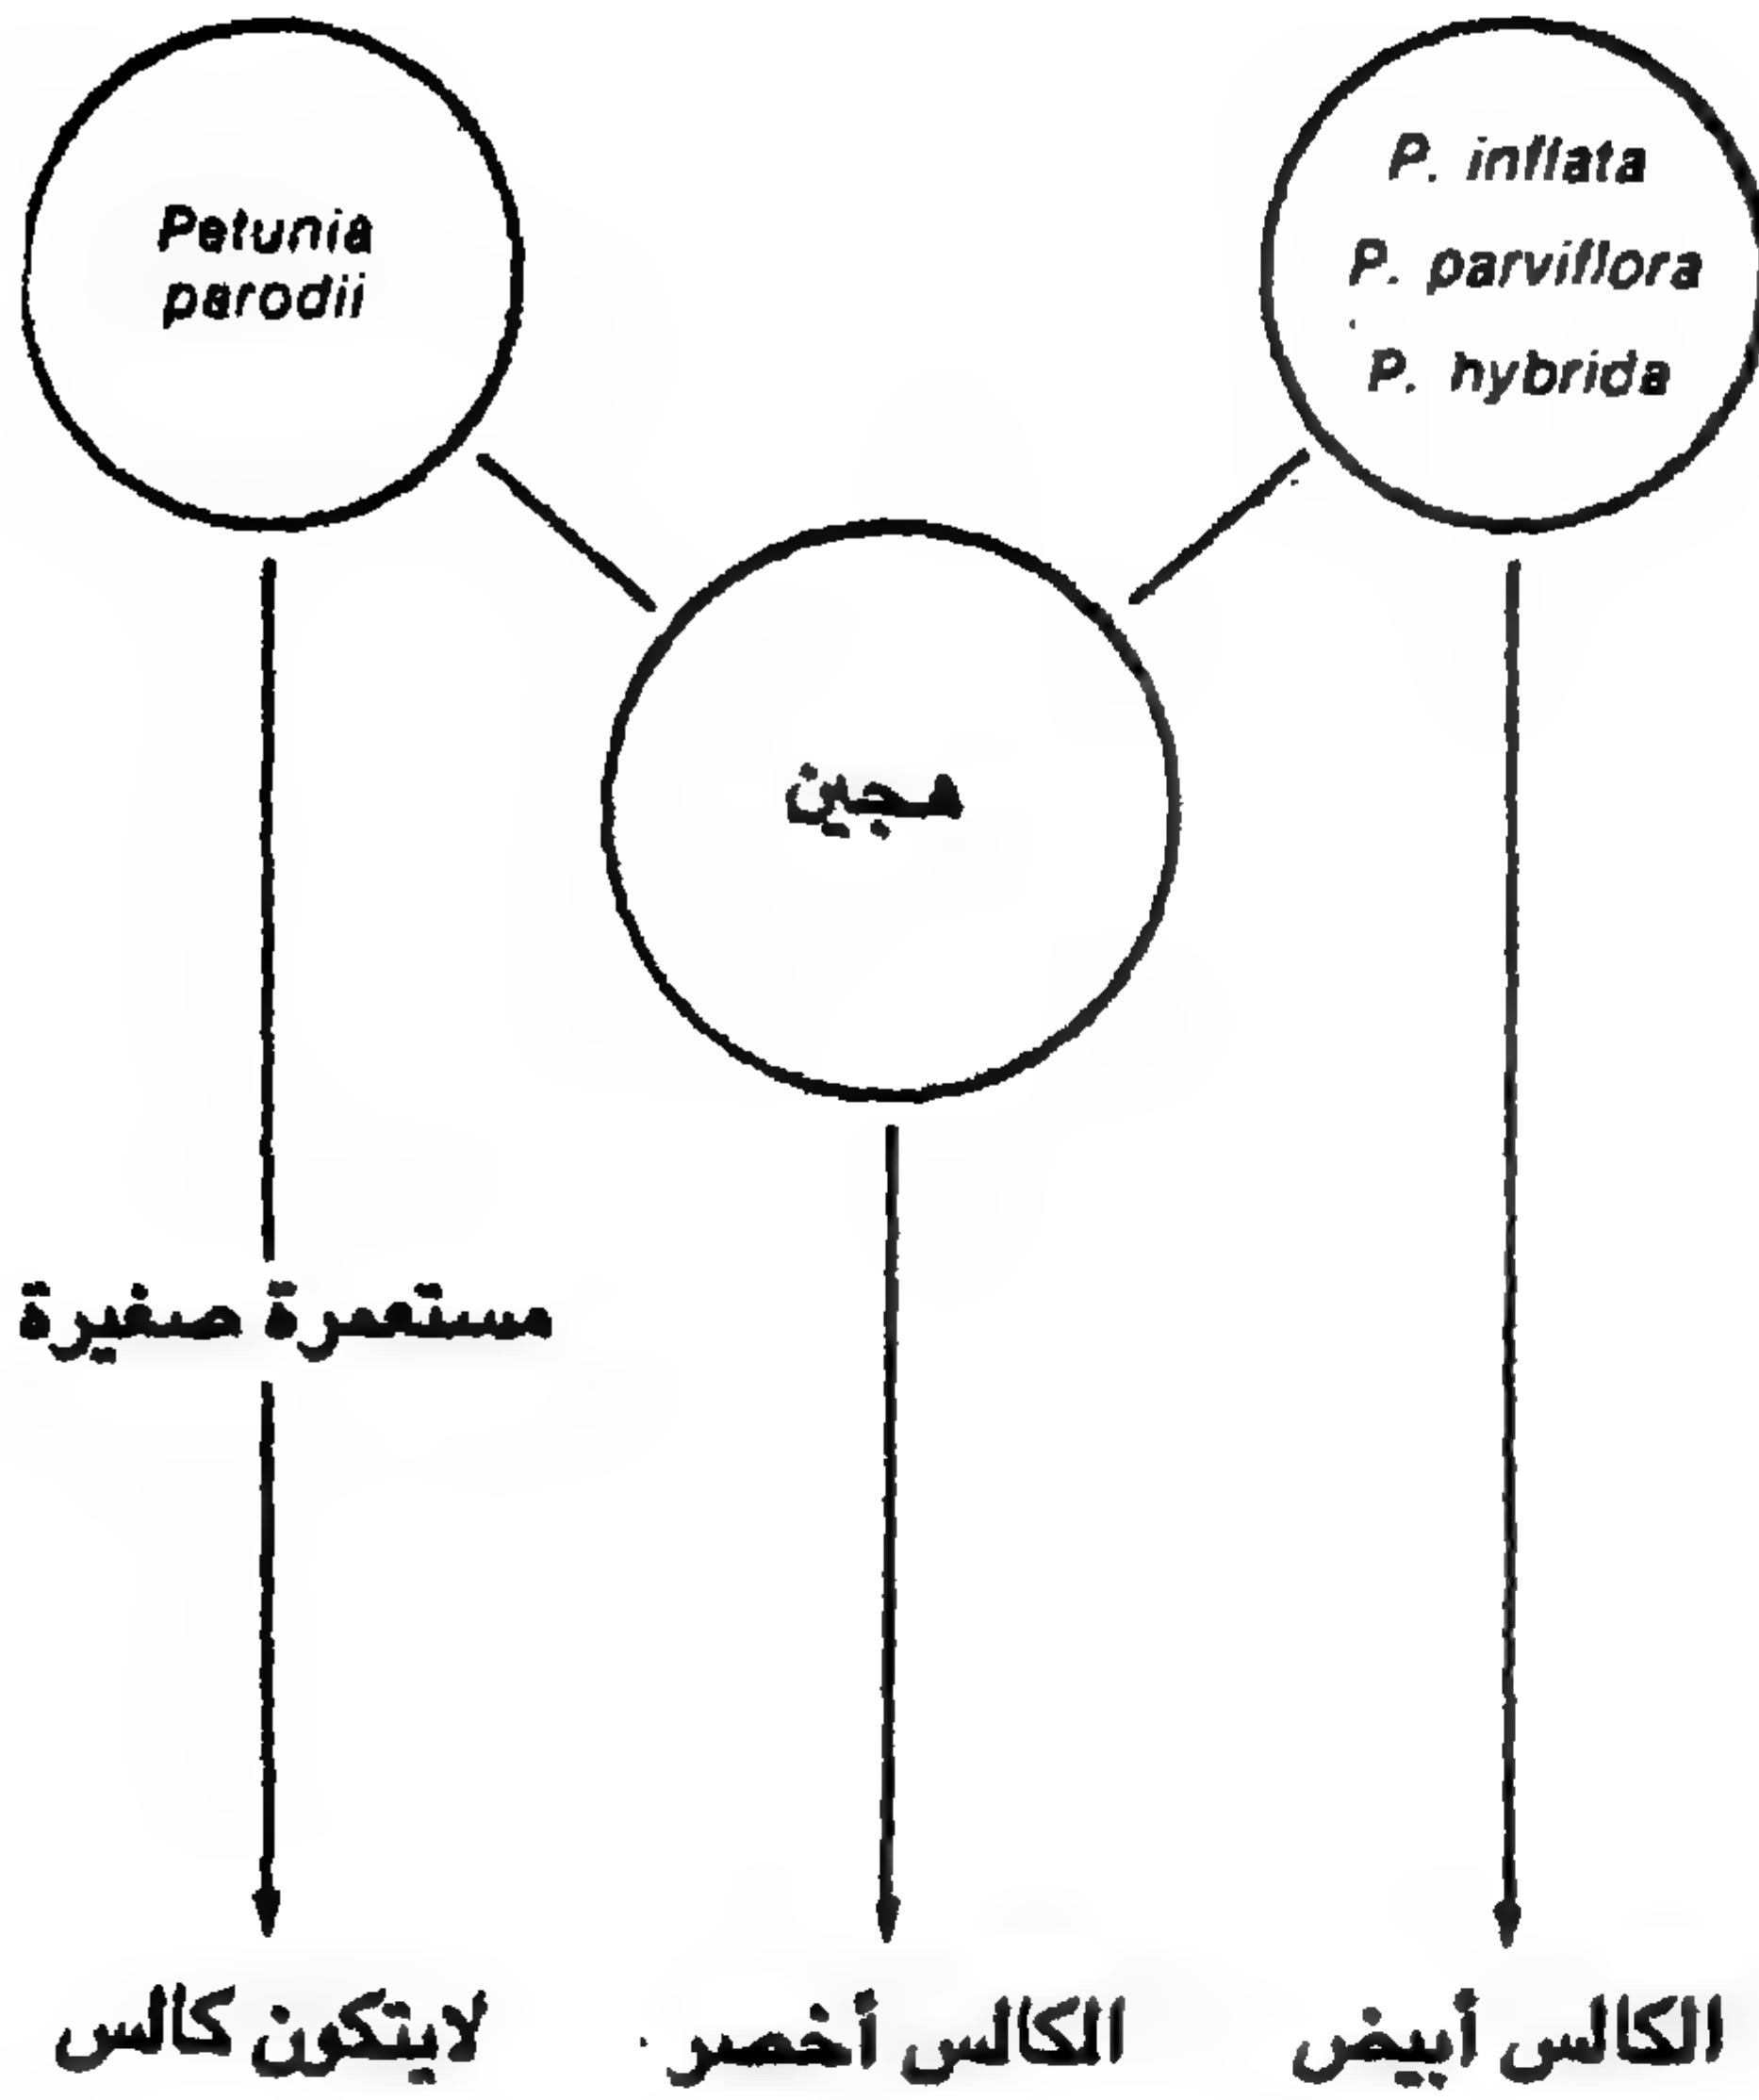 Petunia
parodii
P. inflata
P. parviflora
P. hybrida
هجين
مستعمرة صغيرة
لايتكون كالس
الكالس أخضر
الكالس أبيض